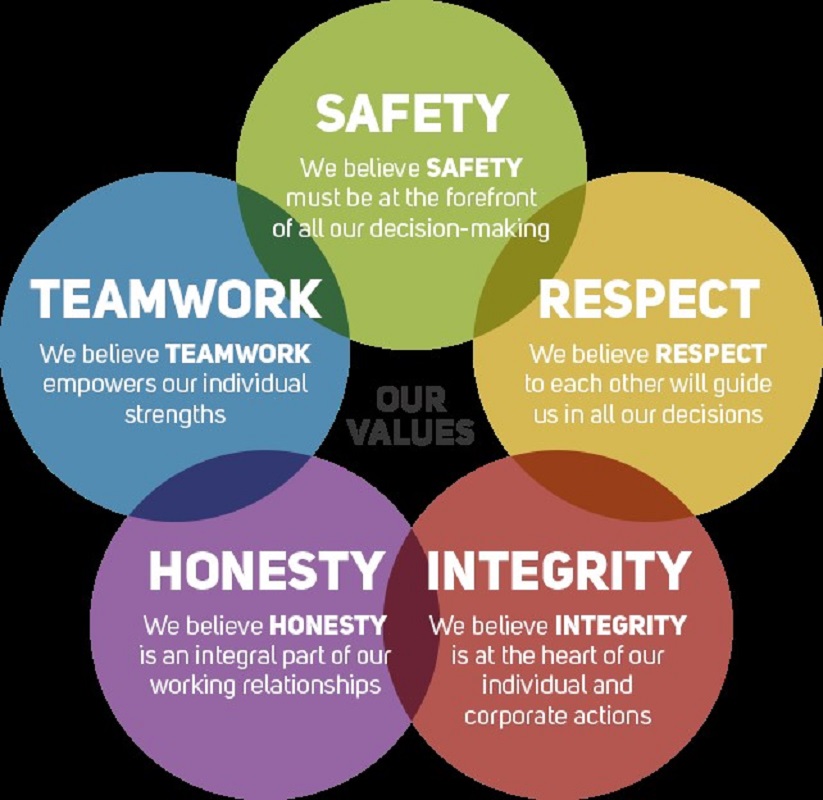 SAFETY
We believe SAFETY
must be at the forefront
of all our decision-making
TEAMWORK
We believe TEAMWORK
empowers our individual
strengths
RESPECT
We believe RESPECT
to each other will guide
us in all our decisions
OUR
VALUES
HONESTY
We believe HONESTY
is an integral part of our
working relationships
INTEGRITY
We believe INTEGRITY
is at the heart of our
individual and
corporate actions